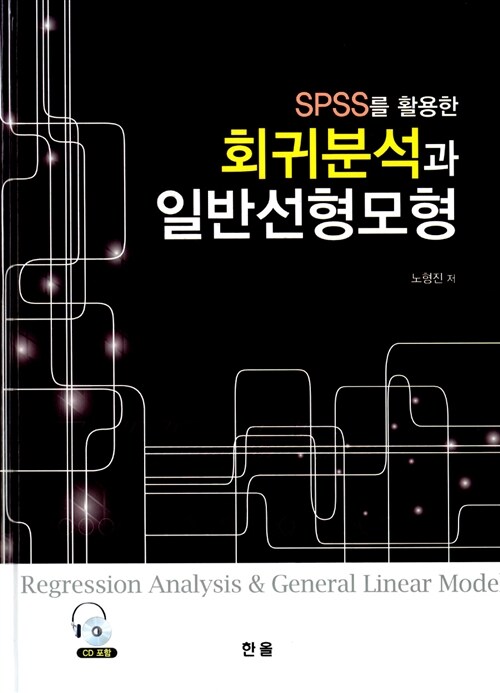 SPSS를 활용한
회귀분석과
일반선형모형
노형진 저
Regression Analysis & General Linear Mode
CD 포함
한올